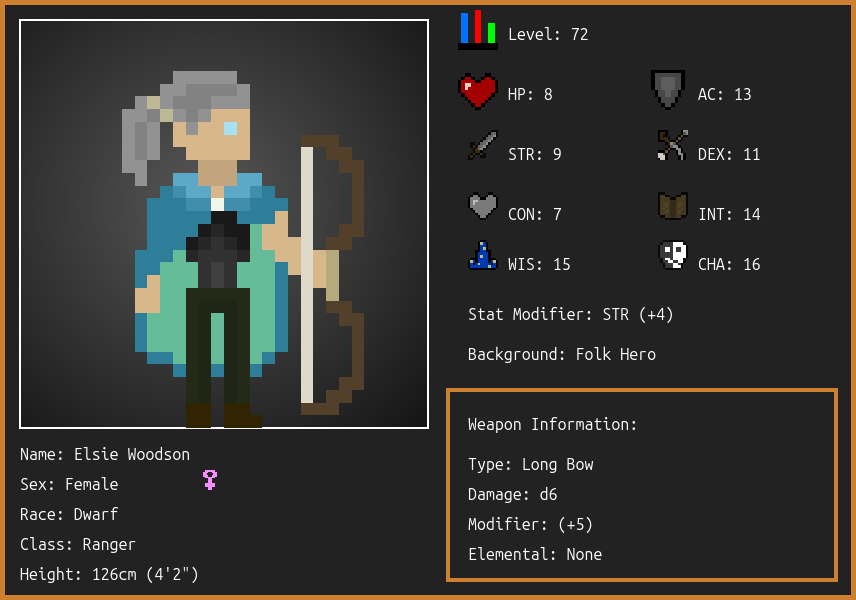 Level: 72
HP: 8
AC: 13
STR: 9
DEX: 11
CON: 7
INT: 14
WIS: 15
CHA: 16
Stat Modifier: STR (+4)
Background: Folk Hero
Weapon Information:
Type: Long Bow
Damage: d6
Modifier: (+5)
Elemental: None
Name: Elsie Woodson
Sex: Female
Race: Dwarf
Class: Ranger
Height: 126cm (4'2")